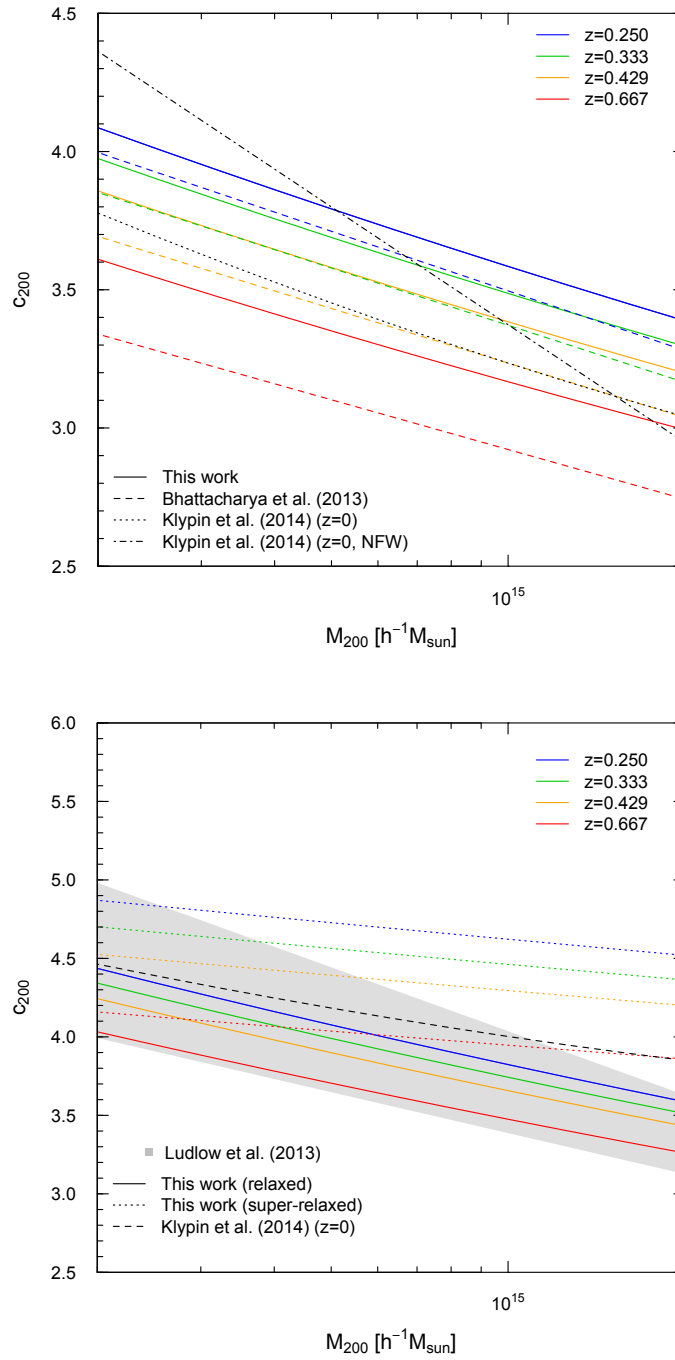 4.5
4.0
3.5
3.0
2.5
c200
z=0.250
z=0.333
z=0.429
z=0.667
This work
Bhattacharya et al. (2013)
Klypin et al. (2014) (z=0)
Klypin et al. (2014) (z=0, NFW)
10^15
M200 [h^−1 Msun]
6.0
5.5
5.0
4.5
4.0
3.5
3.0
2.5
c200
z=0.250
z=0.333
z=0.429
z=0.667
Ludlow et al. (2013)
This work (relaxed)
This work (super-relaxed)
Klypin et al. (2014) (z=0)
10^15
M200 [h^−1 Msun]